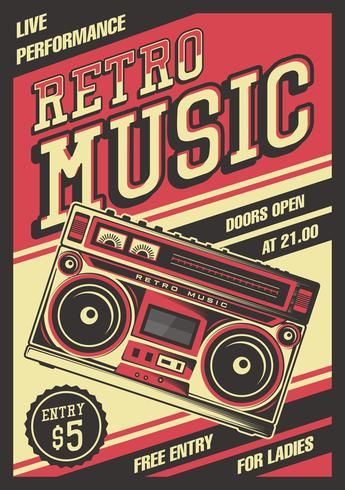 LIVE
PERFORMANCE
RETRO
MUSIC
DOORS OPEN
AT 21.00
RETRO MUSIC
ENTRY
$5
FREE ENTRY
FOR LADIES